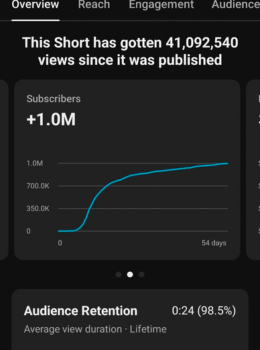 Overview Reach Engagement Audience
This Short has gotten 41,092,540
views since it was published
Subscribers
+1.0M
1.0M
700.0K
350.0K
0
0 54 days
Audience Retention 0:24 (98.5%)
Average view duration · Lifetime